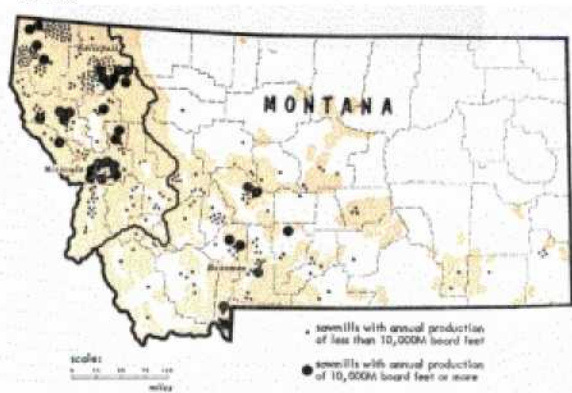 Kalispell
MONTANA
Missoula
Bozeman
sawmills with annual production
of less than 10,000M board feet
scale:
miles
sawmills with annual production
of 10,000M board feet or more